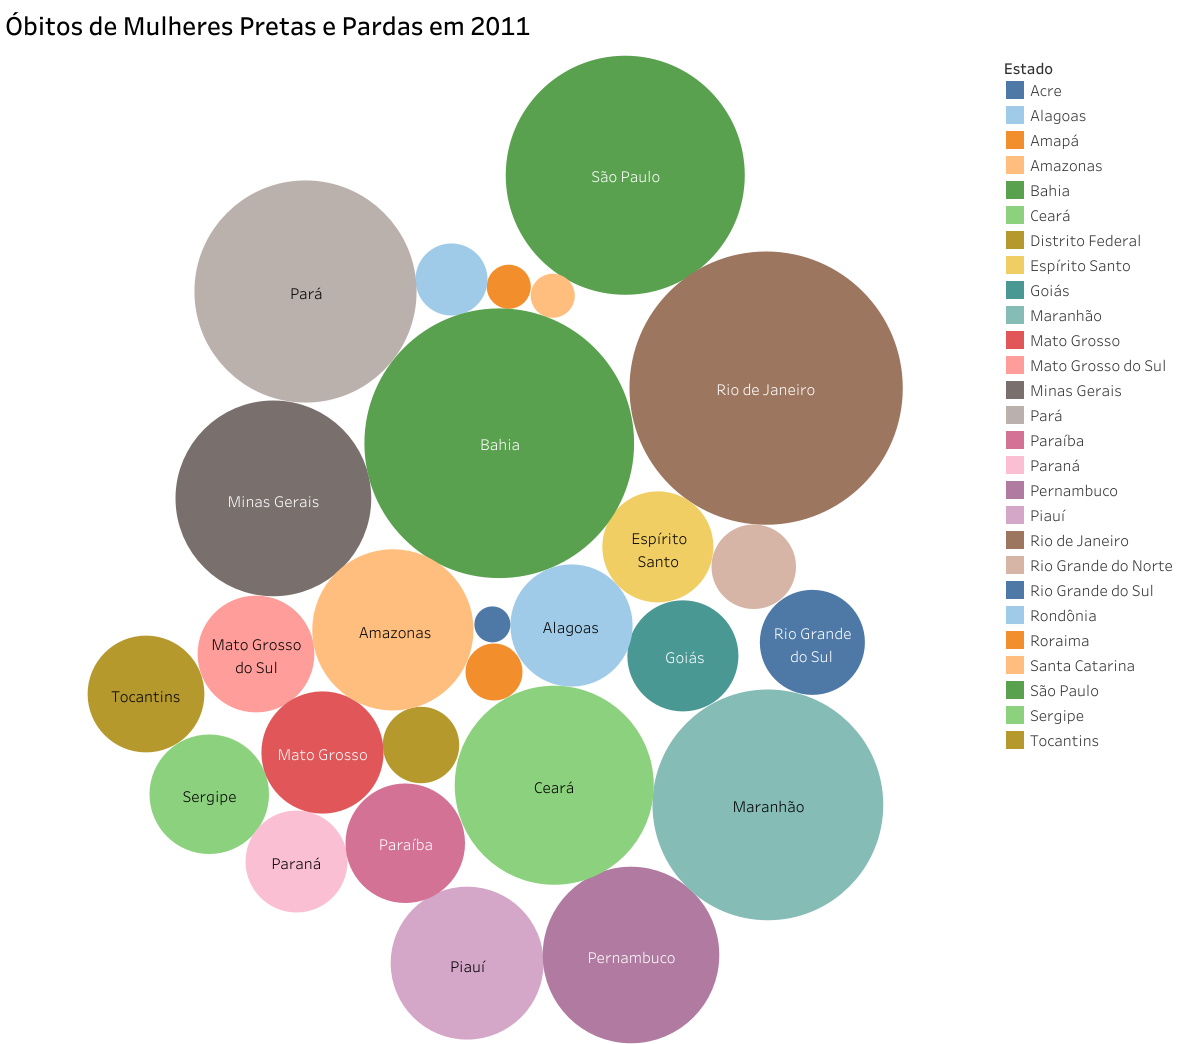 Óbitos de Mulheres Pretas e Pardas em 2011
São Paulo
Pará
Rio de Janeiro
Bahia
Minas Gerais
Espírito
Santo
Amazonas
Alagoas
Rio Grande
do Sul
Goiás
Mato Grosso
do Sul
Tocantins
Mato Grosso
Ceará
Sergipe
Maranhão
Paraíba
Paraná
Pernambuco
Piauí
Estado
Acre
Alagoas
Amapá
Amazonas
Bahia
Ceará
Distrito Federal
Espírito Santo
Goiás
Maranhão
Mato Grosso
Mato Grosso do Sul
Minas Gerais
Pará
Paraíba
Paraná
Pernambuco
Piauí
Rio de Janeiro
Rio Grande do Norte
Rio Grande do Sul
Rondônia
Roraima
Santa Catarina
São Paulo
Sergipe
Tocantins